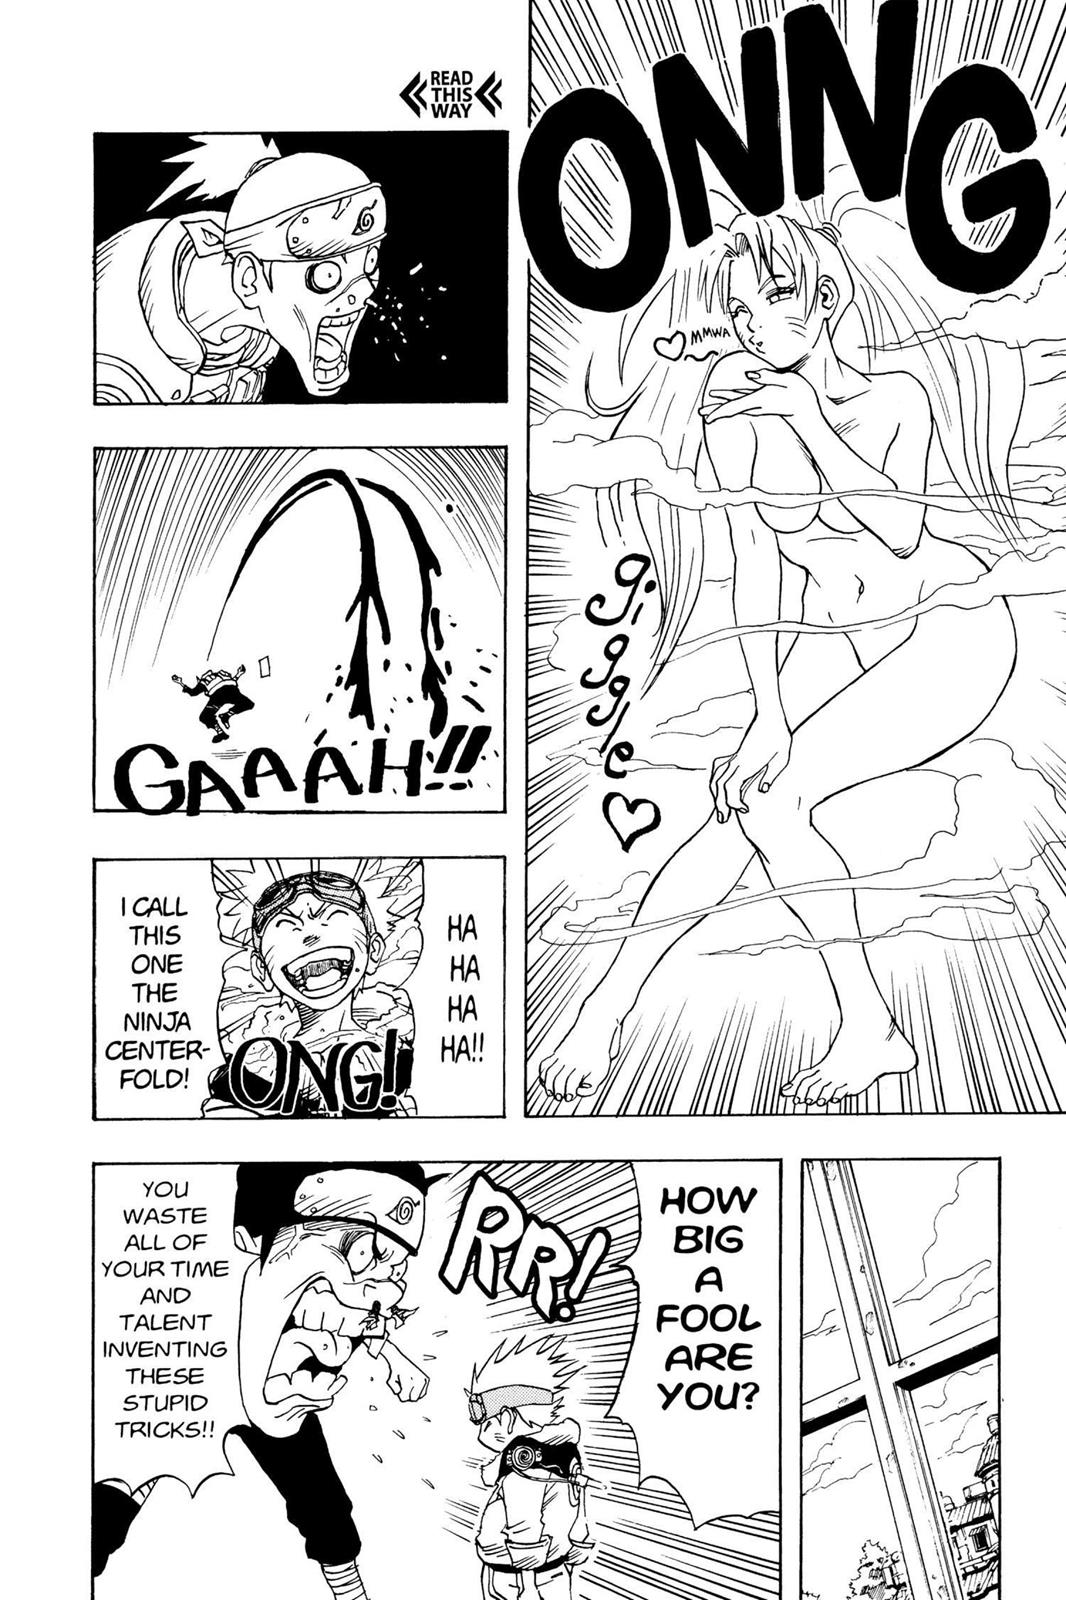 READ
THIS
WAY
ONNG
MMWA
giggle
GAAAH!!
HA
HA
HA
HA!!
ONG!!
I CALL
THIS
ONE
THE
NINJA
CENTER-
FOLD!
HOW
BIG
A
FOOL
ARE
YOU?
RR!
YOU
WASTE
ALL OF
YOUR TIME
AND
TALENT
INVENTING
THESE
STUPID
TRICKS!!